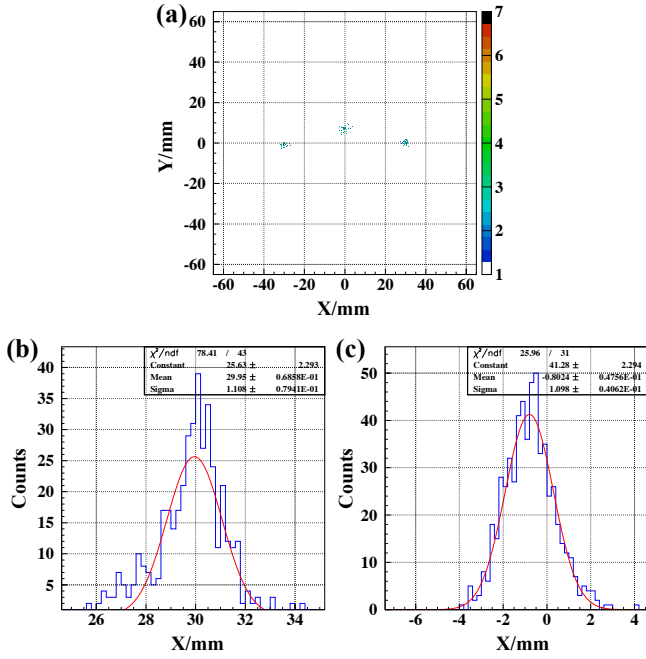 (a)
60
40
20
0
-20
-40
-60
Y/mm
-60 -40 -20 0 20 40 60
X/mm
7
6
5
4
3
2
1
(b)
χ²/ndf 78.41 / 43
Constant 25.63 ± 2.293
Mean 29.95 ± 0.6858E-01
Sigma 1.108 ± 0.7941E-01
40
35
30
25
20
15
10
5
Counts
26 28 30 32 34
X/mm
(c)
χ²/ndf 25.96 / 31
Constant 41.28 ± 2.294
Mean -0.8024 ± 0.4756E-01
Sigma 1.098 ± 0.4062E-01
50
40
30
20
10
0
Counts
-6 -4 -2 0 2 4
X/mm